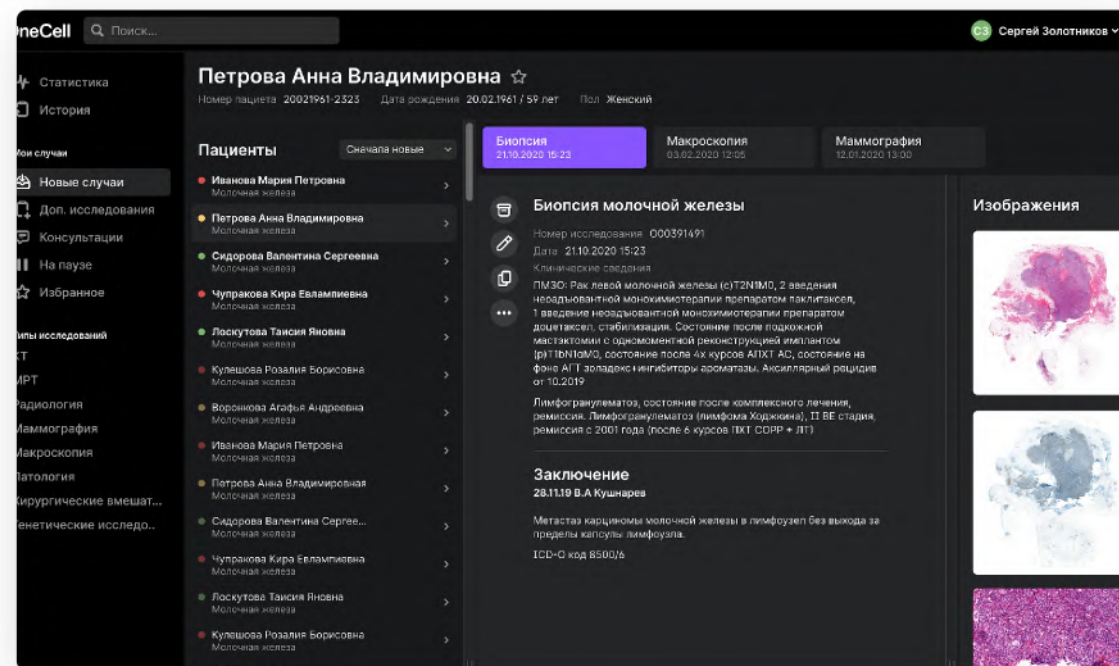 neCell
Поиск...
СЗ Сергей Золотников
Статистика
История
Мои случаи
Новые случаи
Доп. исследования
Консультации
На паузе
Избранное
Типы исследований
КТ
МРТ
Радиология
Маммография
Макроскопия
Патология
Хирургические вмешат...
Генетические исследо..
Петрова Анна Владимировна
Номер пациета 20021961-2323 Дата рождения 20.02.1961 / 59 лет Пол Женский
Пациенты
Сначала новые
Иванова Мария Петровна
Молочная железа
Петрова Анна Владимировна
Молочная железа
Сидорова Валентина Сергеевна
Молочная железа
Чупракова Кира Евлампиевна
Молочная железа
Лоскутова Таисия Яновна
Молочная железа
Кулешова Розалия Борисовна
Молочная железа
Воронкова Агафья Андреевна
Молочная железа
Иванова Мария Петровна
Молочная железа
Петрова Анна Владимировная
Молочная железа
Сидорова Валентина Сергее...
Молочная железа
Чупракова Кира Евлампиевна
Молочная железа
Лоскутова Таисия Яновна
Молочная железа
Кулешова Розалия Борисовна
Молочная железа
Биопсия
21.10.2020 15:23
Макроскопия
03.02.2020 12:05
Маммография
12.01.2020 13:00
Биопсия молочной железы
Номер исследования 000391491
Дата 21.10.2020 15:23
Клинические сведения
ПМЗО: Рак левой молочной железы (c)T2N1M0, 2 введения
неоадъювантной монохимиотерапии препаратом паклитаксел,
1 введение неоадъювантной монохимиотерапии препаратом
доцетаксел, стабилизация. Состояние после подкожной
мастэктомии с одномоментной реконструкцией имплантом
(p)T1bN1aM0, состояние после 4х курсов АПХТ АС, состояние на
фоне АГТ золадекс+ингибиторы ароматазы. Аксиллярный рецидив
от 10.2019
Лимфогранулематоз, состояние после комплексного лечения,
ремиссия. Лимфогранулематоз (лимфома Ходжкина), II ВЕ стадия,
ремиссия с 2001 года (после 6 курсов ПХТ COPP + ЛТ)
Заключение
28.11.19 В.А Кушнарев
Метастаз карциномы молочной железы в лимфоузел без выхода за
пределы капсулы лимфоузла.
ICD-O код 8500/6
Изображения